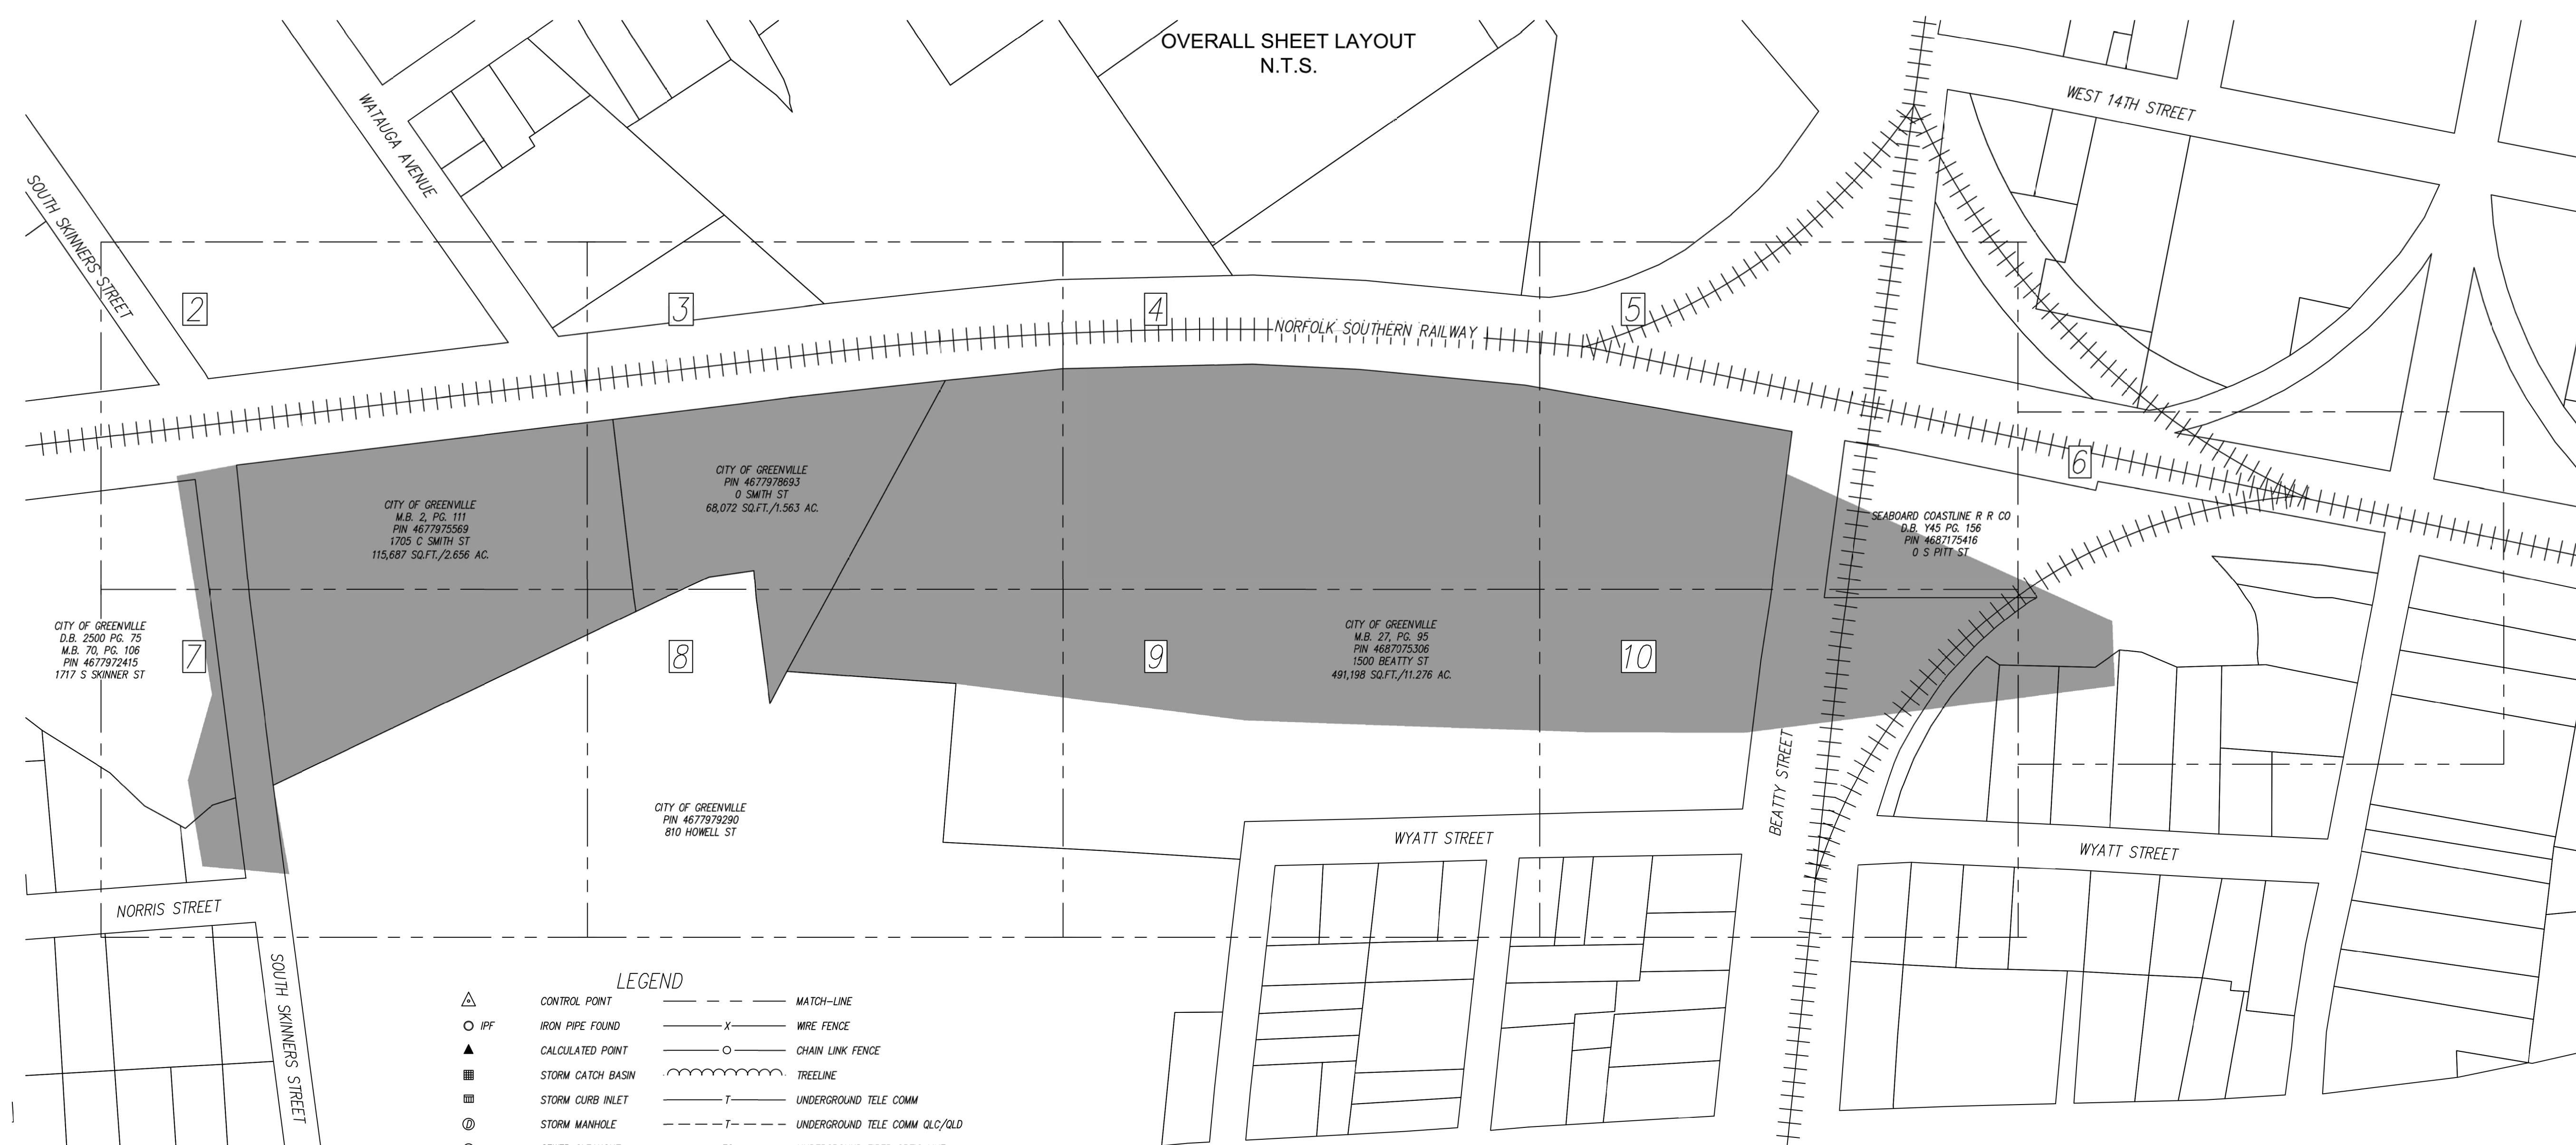 OVERALL SHEET LAYOUT
N.T.S.
WEST 14TH STREET
WATAUGA AVENUE
SOUTH SKINNERS STREET
2
3
4
5
NORFOLK SOUTHERN RAILWAY
6
CITY OF GREENVILLE
M.B. 2, PG. 111
PIN 4677975569
1705 C SMITH ST
115,687 SQ.FT./2.656 AC.
CITY OF GREENVILLE
PIN 4677978693
0 SMITH ST
68,072 SQ.FT./1.563 AC.
SEABOARD COASTLINE R R CO
D.B. Y45 PG. 156
PIN 4687175416
0 S PITT ST
CITY OF GREENVILLE
D.B. 2500 PG. 75
M.B. 70, PG. 106
PIN 4677972415
1717 S SKINNER ST
7
8
9
CITY OF GREENVILLE
M.B. 27, PG. 95
PIN 4687075306
1500 BEATTY ST
491,198 SQ.FT./11.276 AC.
10
BEATTY STREET
CITY OF GREENVILLE
PIN 4677979290
810 HOWELL ST
WYATT STREET
WYATT STREET
NORRIS STREET
SOUTH SKINNERS STREET
LEGEND
CONTROL POINT
MATCH-LINE
IPF IRON PIPE FOUND
X WIRE FENCE
CALCULATED POINT
CHAIN LINK FENCE
STORM CATCH BASIN
TREELINE
STORM CURB INLET
T UNDERGROUND TELE COMM
D STORM MANHOLE
T UNDERGROUND TELE COMM QLC/QLD